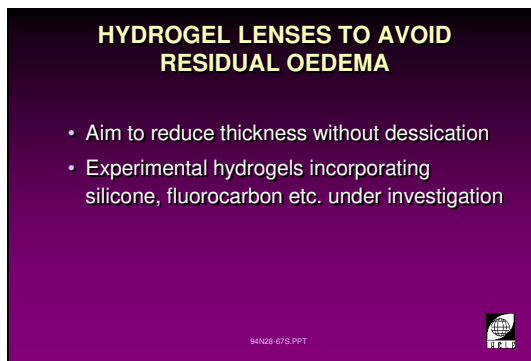 HYDROGEL LENSES TO AVOID
RESIDUAL OEDEMA
• Aim to reduce thickness without dessication
• Experimental hydrogels incorporating
silicone, fluorocarbon etc. under investigation
94N28-67S.PPT
IACLE